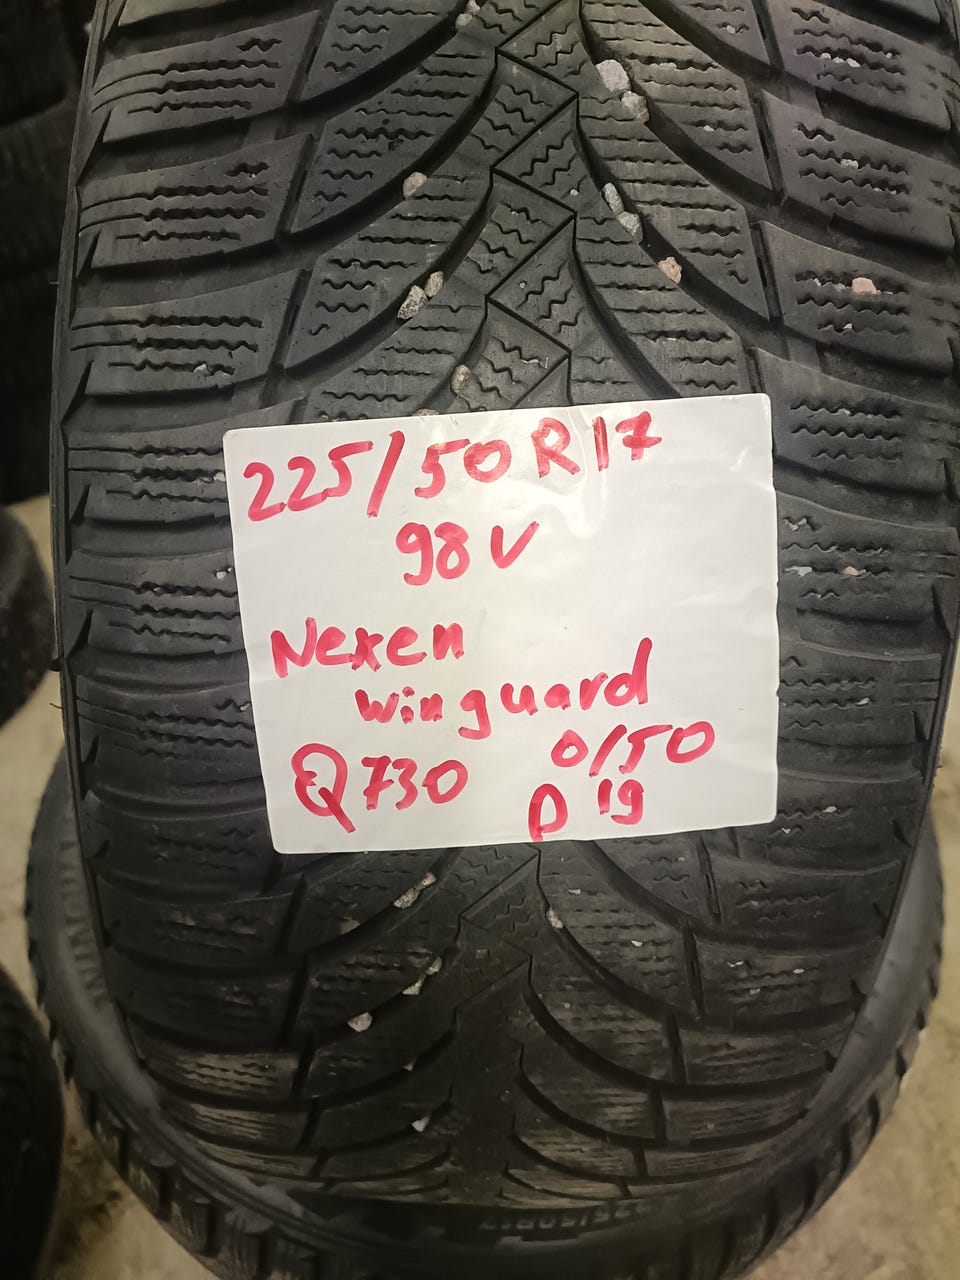 225/50 R17
98 V
Nexen
winguard
Q730 0/50
D 19